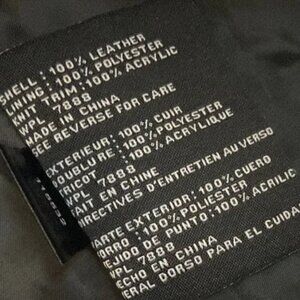 SHELL: 100% LEATHER
LINING: 100% POLYESTER
KNIT TRIM: 100% ACRYLIC
WPL 7888
MADE IN CHINA
SEE REVERSE FOR CARE
EXTERIEUR: 100% CUIR
DOUBLURE: 100% POLYESTER
TRICOT: 100% ACRYLIQUE
WPL 7888
FAIT EN CHINE
DIRECTIVES D'ENTRETIEN AU VERSO
PARTE EXTERIOR: 100% CUERO
FORRO: 100% POLIESTER
TEJIDO DE PUNTO: 100% ACRILIC
WPL 7888
HECHO EN CHINA
VERAL DORSO PARA EL CUIDA